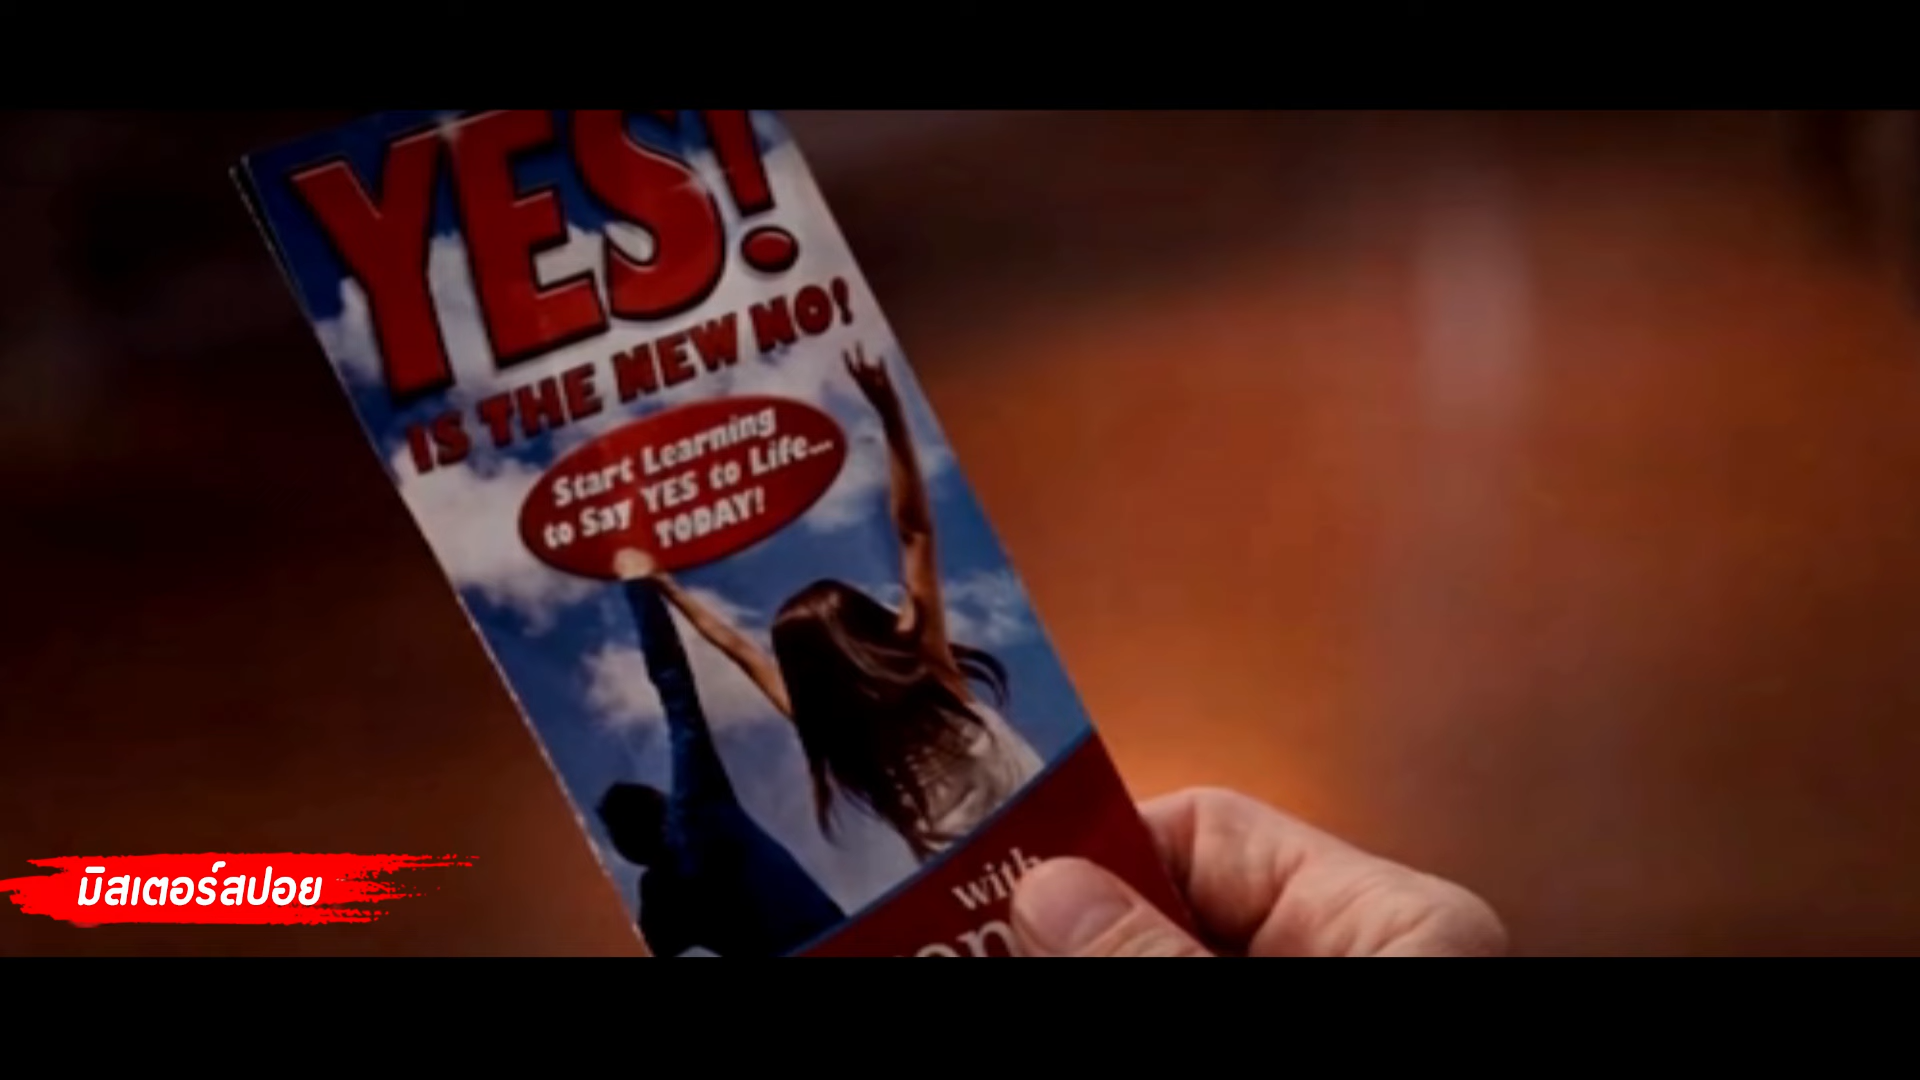 YES!
IS THE NEW NO!
Start Learning
to Say YES to Life...
TODAY!
with
มิสเตอร์สปอย